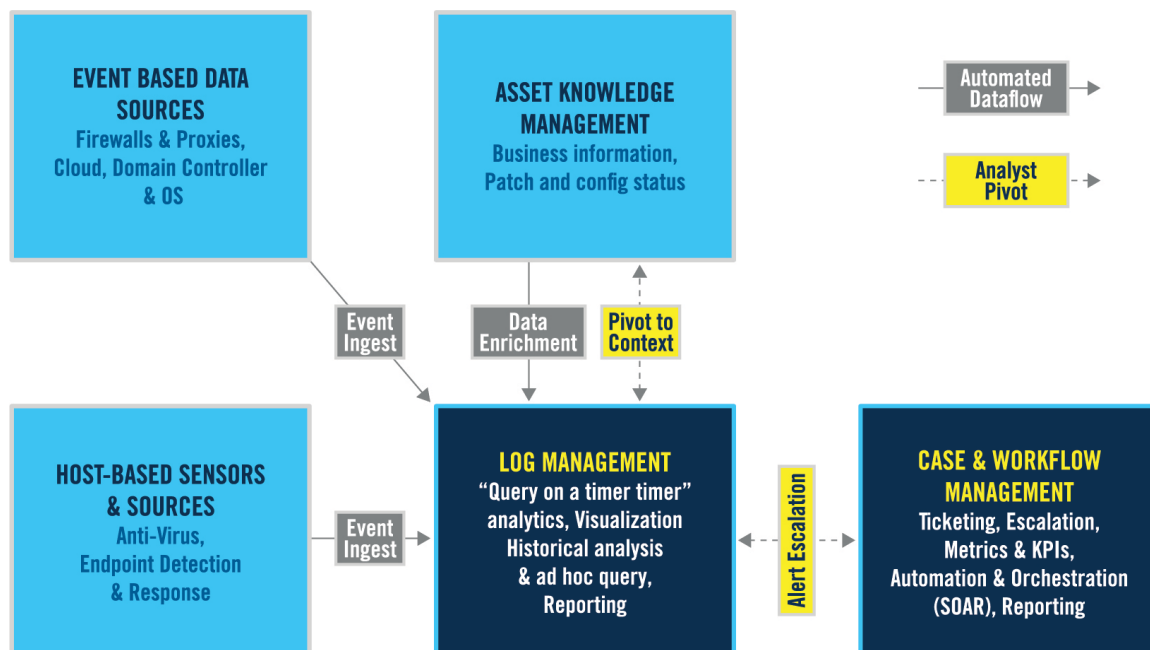 EVENT BASED DATA
SOURCES
Firewalls & Proxies,
Cloud, Domain Controller
& OS
ASSET KNOWLEDGE
MANAGEMENT
Business information,
Patch and config status
Automated
Dataflow
Analyst
Pivot
Event
Ingest
Data
Enrichment
Pivot to
Context
HOST-BASED SENSORS
& SOURCES
Anti-Virus,
Endpoint Detection
& Response
Event
Ingest
LOG MANAGEMENT
“Query on a timer timer”
analytics, Visualization
Historical analysis
& ad hoc query,
Reporting
Alert Escalation
CASE & WORKFLOW
MANAGEMENT
Ticketing, Escalation,
Metrics & KPIs,
Automation & Orchestration
(SOAR), Reporting